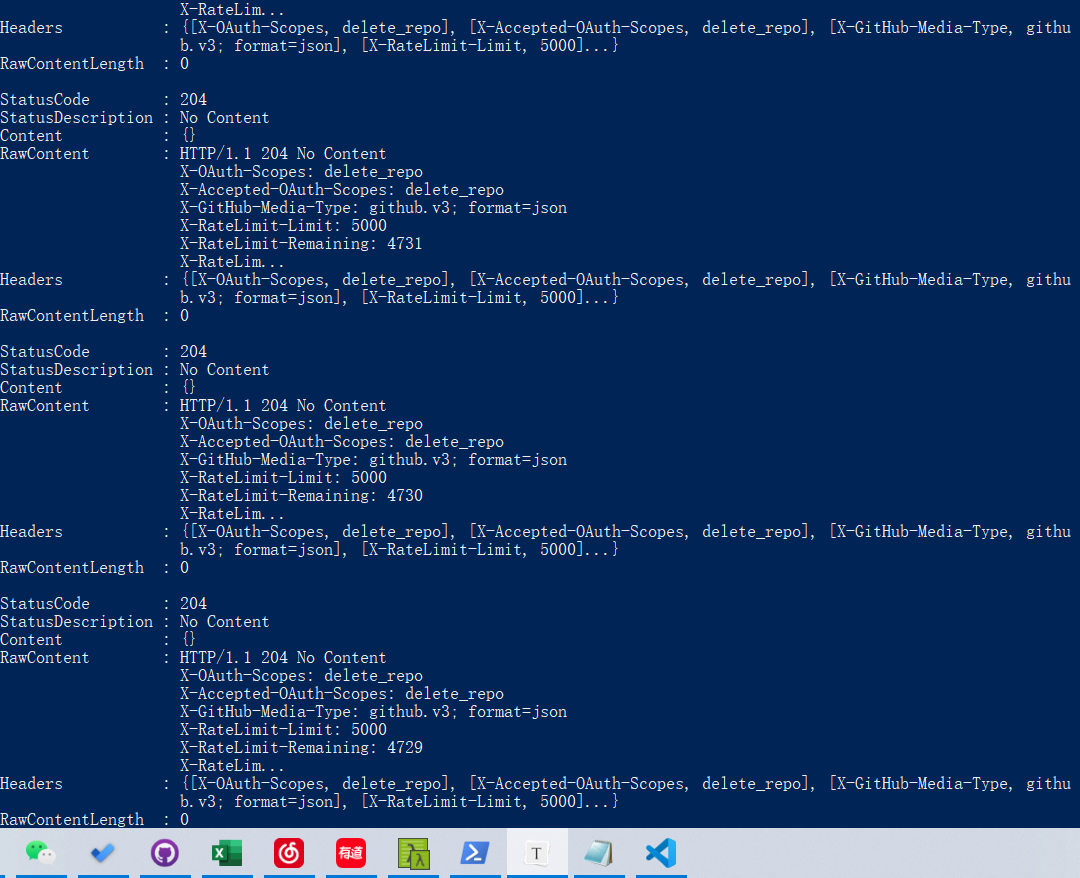 X-RateLim...
Headers : {[X-OAuth-Scopes, delete_repo], [X-Accepted-OAuth-Scopes, delete_repo], [X-GitHub-Media-Type, githu
b.v3; format=json], [X-RateLimit-Limit, 5000]...}
RawContentLength : 0
StatusCode : 204
StatusDescription : No Content
Content : {}
RawContent : HTTP/1.1 204 No Content
X-OAuth-Scopes: delete_repo
X-Accepted-OAuth-Scopes: delete_repo
X-GitHub-Media-Type: github.v3; format=json
X-RateLimit-Limit: 5000
X-RateLimit-Remaining: 4731
X-RateLim...
Headers : {[X-OAuth-Scopes, delete_repo], [X-Accepted-OAuth-Scopes, delete_repo], [X-GitHub-Media-Type, githu
b.v3; format=json], [X-RateLimit-Limit, 5000]...}
RawContentLength : 0
StatusCode : 204
StatusDescription : No Content
Content : {}
RawContent : HTTP/1.1 204 No Content
X-OAuth-Scopes: delete_repo
X-Accepted-OAuth-Scopes: delete_repo
X-GitHub-Media-Type: github.v3; format=json
X-RateLimit-Limit: 5000
X-RateLimit-Remaining: 4730
X-RateLim...
Headers : {[X-OAuth-Scopes, delete_repo], [X-Accepted-OAuth-Scopes, delete_repo], [X-GitHub-Media-Type, githu
b.v3; format=json], [X-RateLimit-Limit, 5000]...}
RawContentLength : 0
StatusCode : 204
StatusDescription : No Content
Content : {}
RawContent : HTTP/1.1 204 No Content
X-OAuth-Scopes: delete_repo
X-Accepted-OAuth-Scopes: delete_repo
X-GitHub-Media-Type: github.v3; format=json
X-RateLimit-Limit: 5000
X-RateLimit-Remaining: 4729
X-RateLim...
Headers : {[X-OAuth-Scopes, delete_repo], [X-Accepted-OAuth-Scopes, delete_repo], [X-GitHub-Media-Type, githu
b.v3; format=json], [X-RateLimit-Limit, 5000]...}
RawContentLength : 0
X 有道 λ T